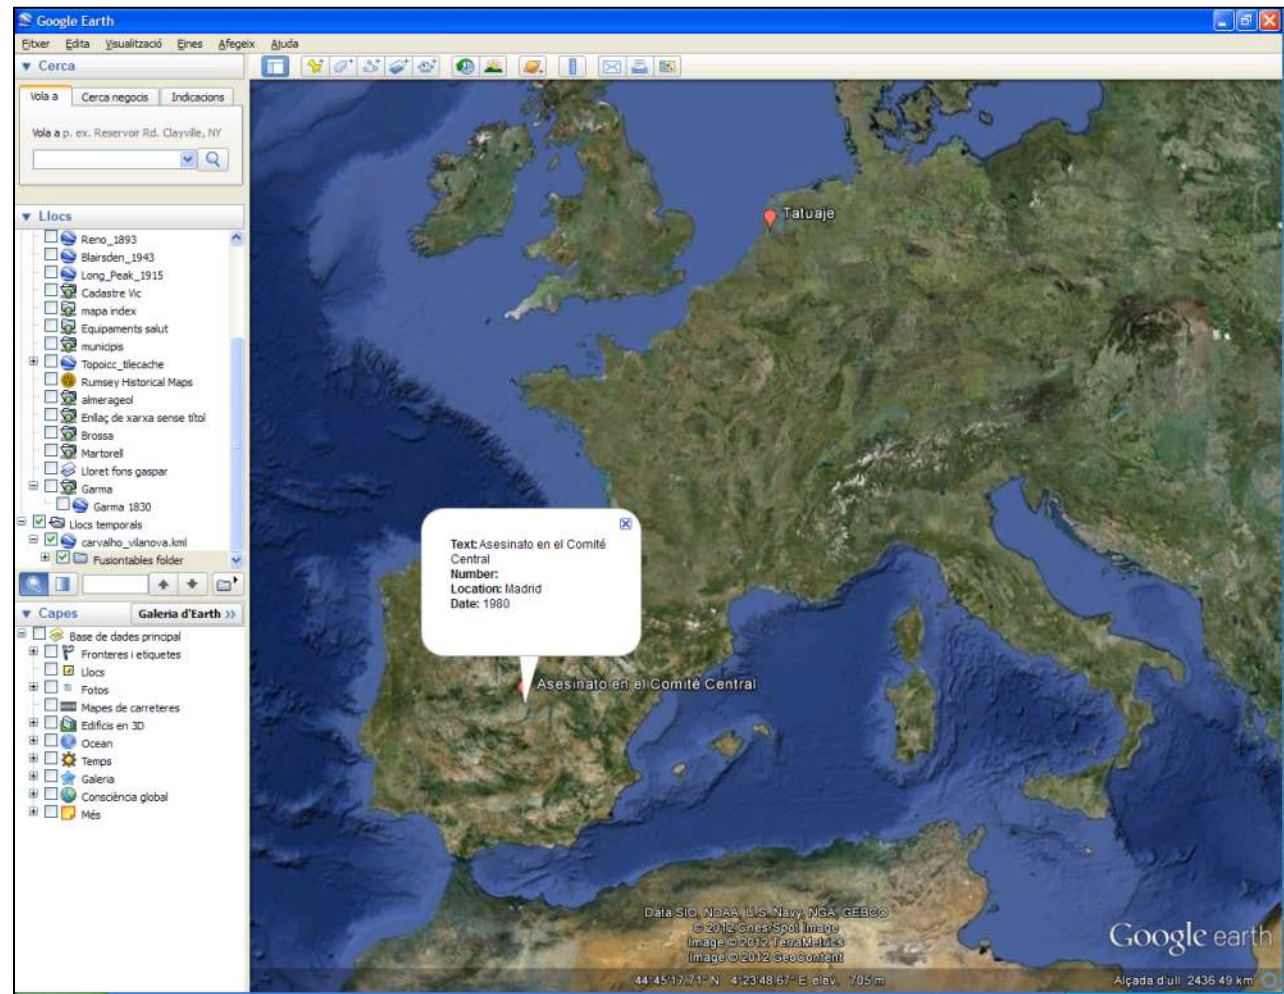 Google Earth
Fitxer Edita Visualització Eines Afegeix Ajuda
Cerca
Vola a Cerca negocis Indicacions
Vola a p. ex. Reservoir Rd. Clayville, NY
Llocs
Reno_1893
Blairsden_1943
Long_Peak_1915
Cadastre Vic
mapa index
Equipaments salut
municipis
Topoicc_tilecache
Rumsey Historical Maps
almerageol
Enllaç de xarxa sense títol
Brossa
Martorell
Lloret fons gaspar
Garma
Garma 1830
Llocs temporals
carvalho_vilanova.kml
Fusiontables folder
Capes Galeria d'Earth >>
Base de dades principal
Fronteres i etiquetes
Llocs
Fotos
Mapes de carreteres
Edificis en 3D
Ocean
Temps
Galeria
Consciència global
Més
Tatuaje
Text: Asesinato en el Comité
Central
Number:
Location: Madrid
Date: 1980
Asesinato en el Comité Central
Data SIO, NOAA, U.S. Navy, NGA, GEBCO
© 2012 Cnes/Spot Image
Image © 2012 TerraMetrics
Image © 2012 GeoContent
Google earth
44°45'17.71" N 4°23'48.67" E elev. 705 m
Alçada d'ull 2436.49 km